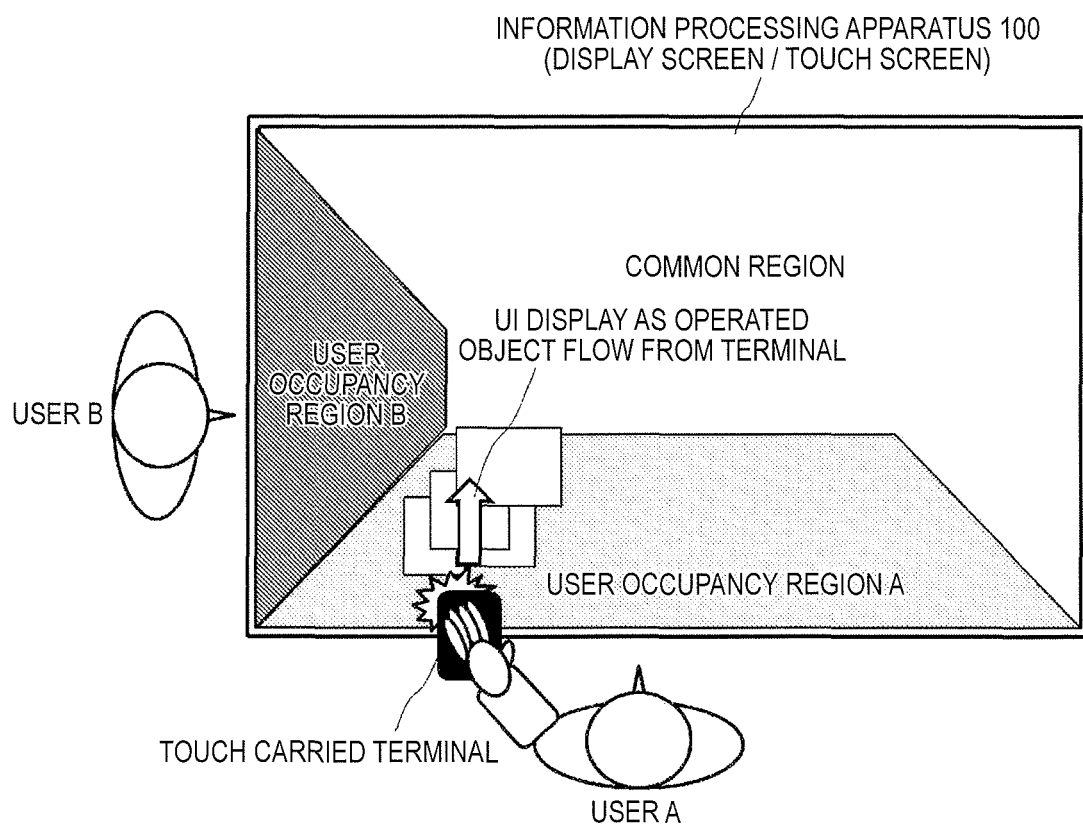 INFORMATION PROCESSING APPARATUS 100
(DISPLAY SCREEN / TOUCH SCREEN)
COMMON REGION
UI DISPLAY AS OPERATED
OBJECT FLOW FROM TERMINAL
USER
OCCUPANCY
REGION B
USER B
USER OCCUPANCY REGION A
TOUCH CARRIED TERMINAL
USER A